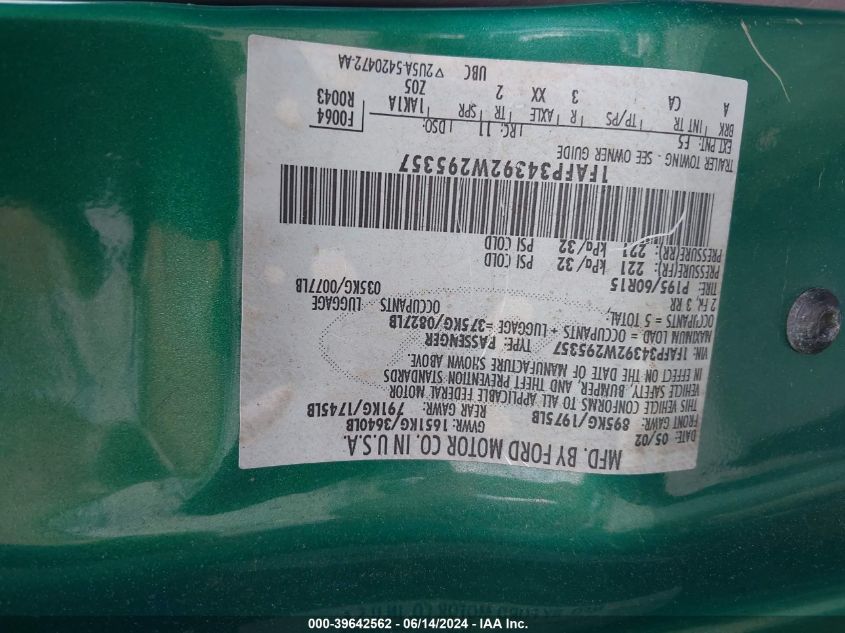 MFD. BY FORD MOTOR CO. IN U.S.A.
DATE: 05/02 GVWR: 1651KG/3640LB
FRONT GAWR: REAR GAWR:
895KG/1975LB 791KG/1745LB
THIS VEHICLE CONFORMS TO ALL APPLICABLE FEDERAL MOTOR
VEHICLE SAFETY, BUMPER, AND THEFT PREVENTION STANDARDS
IN EFFECT ON THE DATE OF MANUFACTURE SHOWN ABOVE.
VIN: 1FAFP34392W295357 TYPE: PASSENGER
MAXIMUM LOAD = OCCUPANTS + LUGGAGE =375KG/0827LB
OCCUPANTS = 5 TOTAL: OCCUPANTS LUGGAGE
2 FR, 3 RR 035KG/0077LB
TIRE: P195/60R15
PRESSURE(FR): 221 kPa/32 PSI COLD
PRESSURE(RR): 221 kPa/32 PSI COLD
1FAFP34392W295357
TRAILER TOWING: SEE OWNER GUIDE
EXT PNT: F5 RC: 11 DSO: F0064
R0043
BRK INT TR TP/PS R AXLE TR SPR 1AK1A
A CA 3 XX 2 Z05
UBC ▽2U5A-5420472-AA
000-39642562 - 06/14/2024 - IAA Inc.